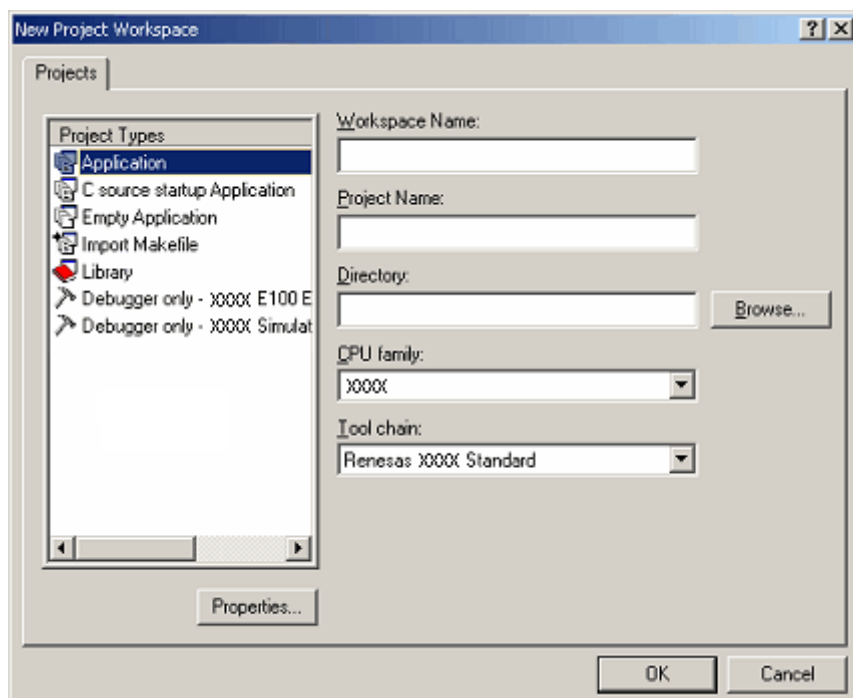 New Project Workspace
Projects
Project Types
Application
C source startup Application
Empty Application
Import Makefile
Library
Debugger only - XXXX E100 E
Debugger only - XXXX Simulat
Properties...
Workspace Name:
Project Name:
Directory:
Browse...
CPU family:
XXXX
Tool chain:
Renesas XXXX Standard
OK
Cancel